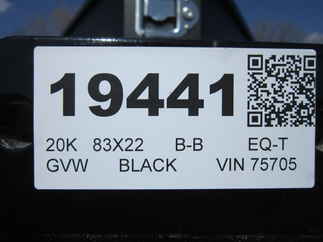 19441
20K 83X22 B-B EQ-T
GVW BLACK VIN 75705